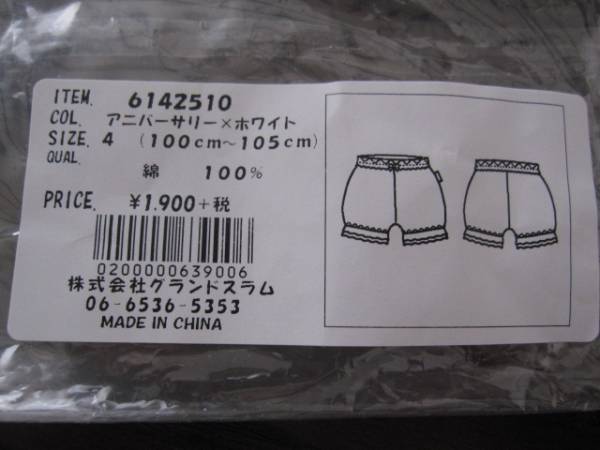 ITEM. 6142510
COL. アニバーサリー×ホワイト
SIZE. 4 (100cm～105cm)
QUAL.
綿 100%
PRICE. ¥1.900+税
0200000639006
株式会社グランドスラム
06-6536-5353
MADE IN CHINA